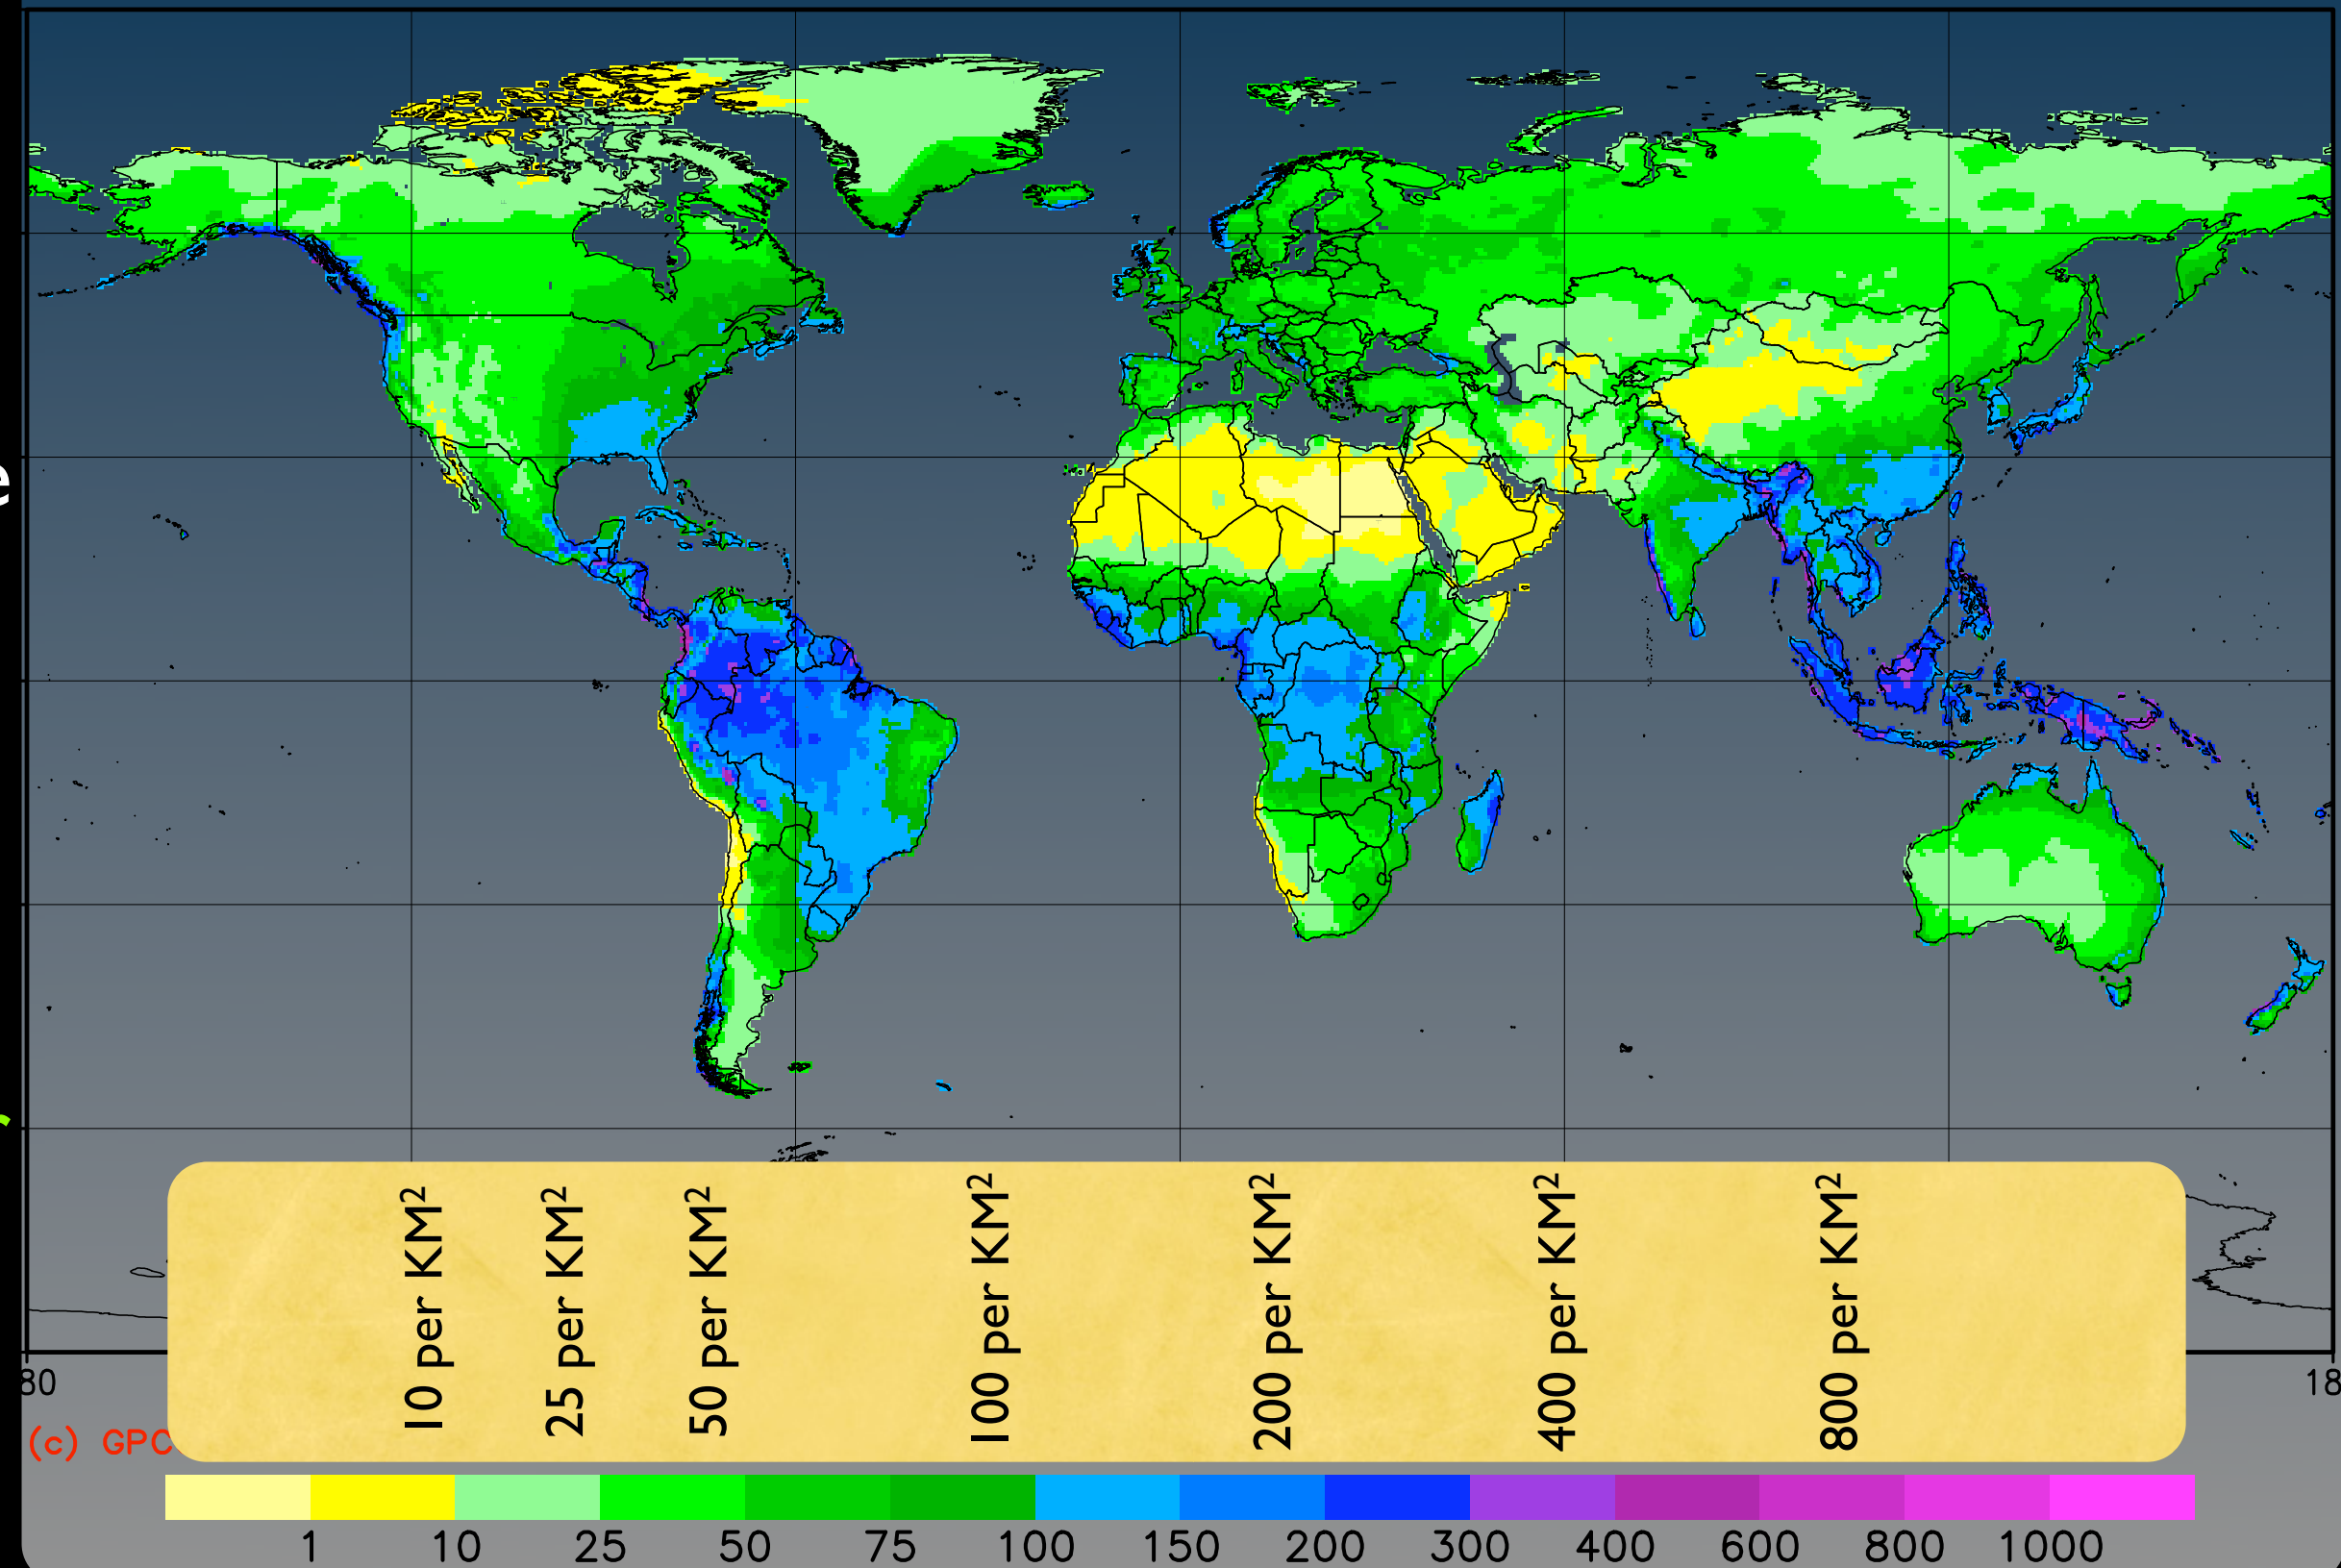 10 per KM²
25 per KM²
50 per KM²
100 per KM²
200 per KM²
400 per KM²
800 per KM²
80
18
(c) GPC
1 10 25 50 75 100 150 200 300 400 600 800 1000